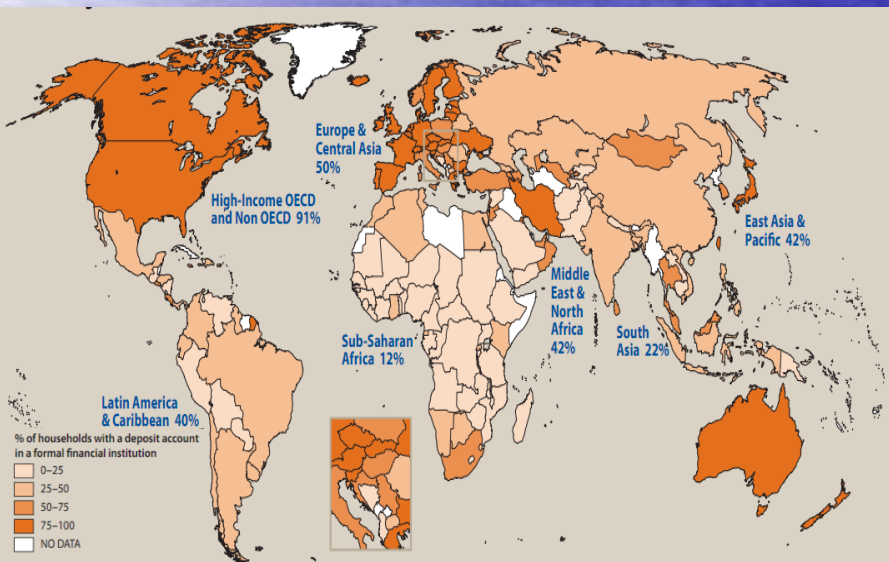 Europe &
Central Asia
50%
High-Income OECD
and Non OECD 91%
East Asia &
Pacific 42%
Middle
East &
North
Africa
42%
South
Asia 22%
Sub-Saharan
Africa 12%
Latin America
& Caribbean 40%
% of households with a deposit account
in a formal financial institution
0–25
25–50
50–75
75–100
NO DATA